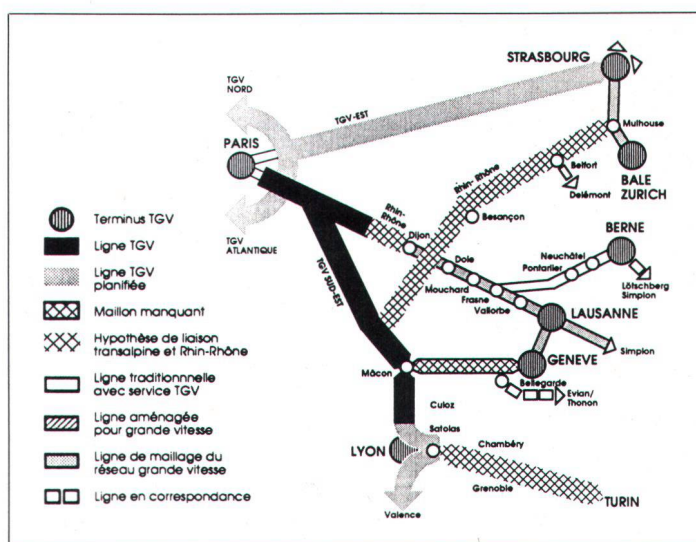 STRASBOURG
TGV
NORD
TGV-EST
PARIS
Mulhouse
Rhin-Rhône
Belfort
Delémont
BALE
ZURICH
Besançon
Rhin-
Rhône
Dijon
TGV
ATLANTIQUE
TGV SUD-EST
BERNE
Neuchâtel
Pontarlier
Dole
Mouchard
Frasne
Vallorbe
Lötschberg
Simplon
LAUSANNE
Simplon
GENEVE
Mâcon
Bellegarde
Evian/
Thonon
Culoz
Satolas
LYON
Chambéry
Grenoble
TURIN
Valence
Terminus TGV
Ligne TGV
Ligne TGV
planifiée
Maillon manquant
Hypothèse de liaison
transalpine et Rhin-Rhône
Ligne traditionnnelle
avec service TGV
Ligne aménagée
pour grande vitesse
Ligne de maillage du
réseau grande vitesse
Ligne en correspondance